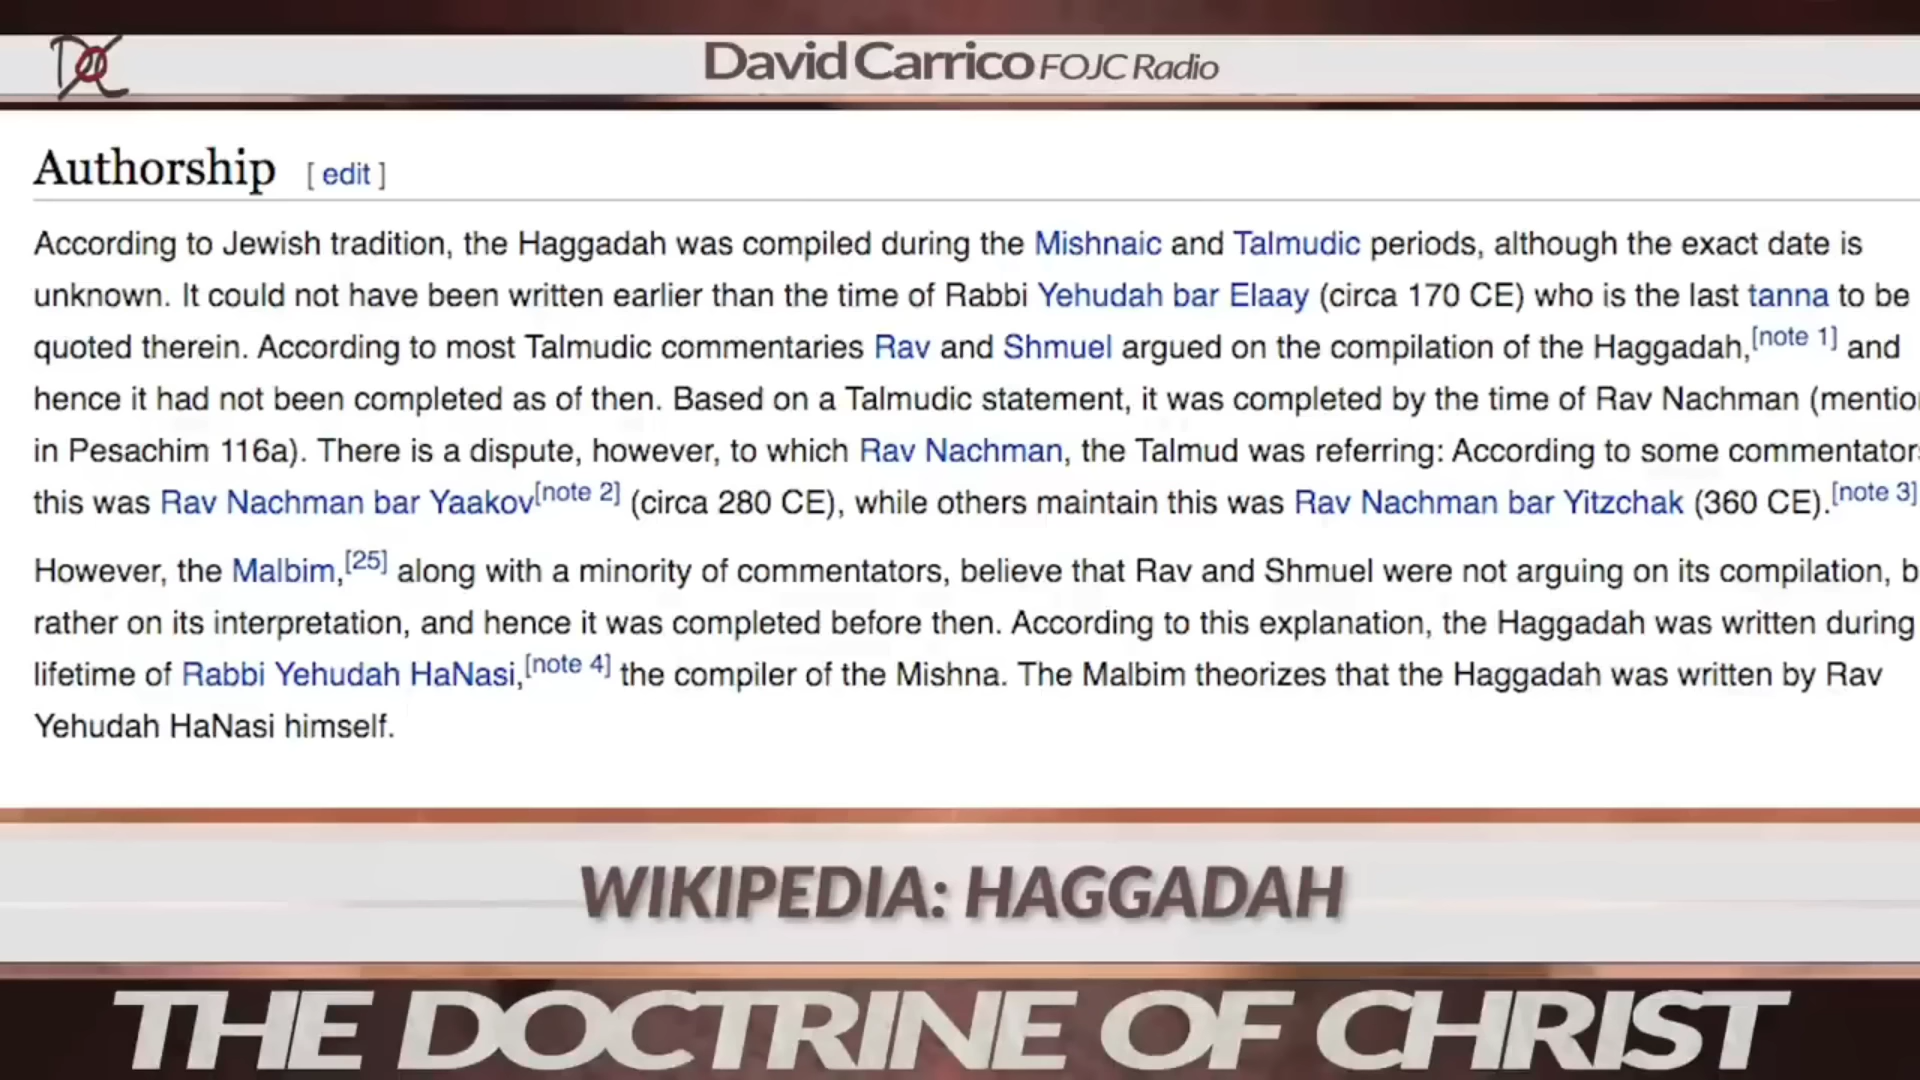 David Carrico FOJC Radio
Authorship [ edit ]
According to Jewish tradition, the Haggadah was compiled during the Mishnaic and Talmudic periods, although the exact date is
unknown. It could not have been written earlier than the time of Rabbi Yehudah bar Elaay (circa 170 CE) who is the last tanna to be
quoted therein. According to most Talmudic commentaries Rav and Shmuel argued on the compilation of the Haggadah,[note 1] and
hence it had not been completed as of then. Based on a Talmudic statement, it was completed by the time of Rav Nachman (mentio
in Pesachim 116a). There is a dispute, however, to which Rav Nachman, the Talmud was referring: According to some commentators
this was Rav Nachman bar Yaakov[note 2] (circa 280 CE), while others maintain this was Rav Nachman bar Yitzchak (360 CE).[note 3]
However, the Malbim,[25] along with a minority of commentators, believe that Rav and Shmuel were not arguing on its compilation, b
rather on its interpretation, and hence it was completed before then. According to this explanation, the Haggadah was written during
lifetime of Rabbi Yehudah HaNasi,[note 4] the compiler of the Mishna. The Malbim theorizes that the Haggadah was written by Rav
Yehudah HaNasi himself.
WIKIPEDIA: HAGGADAH
THE DOCTRINE OF CHRIST